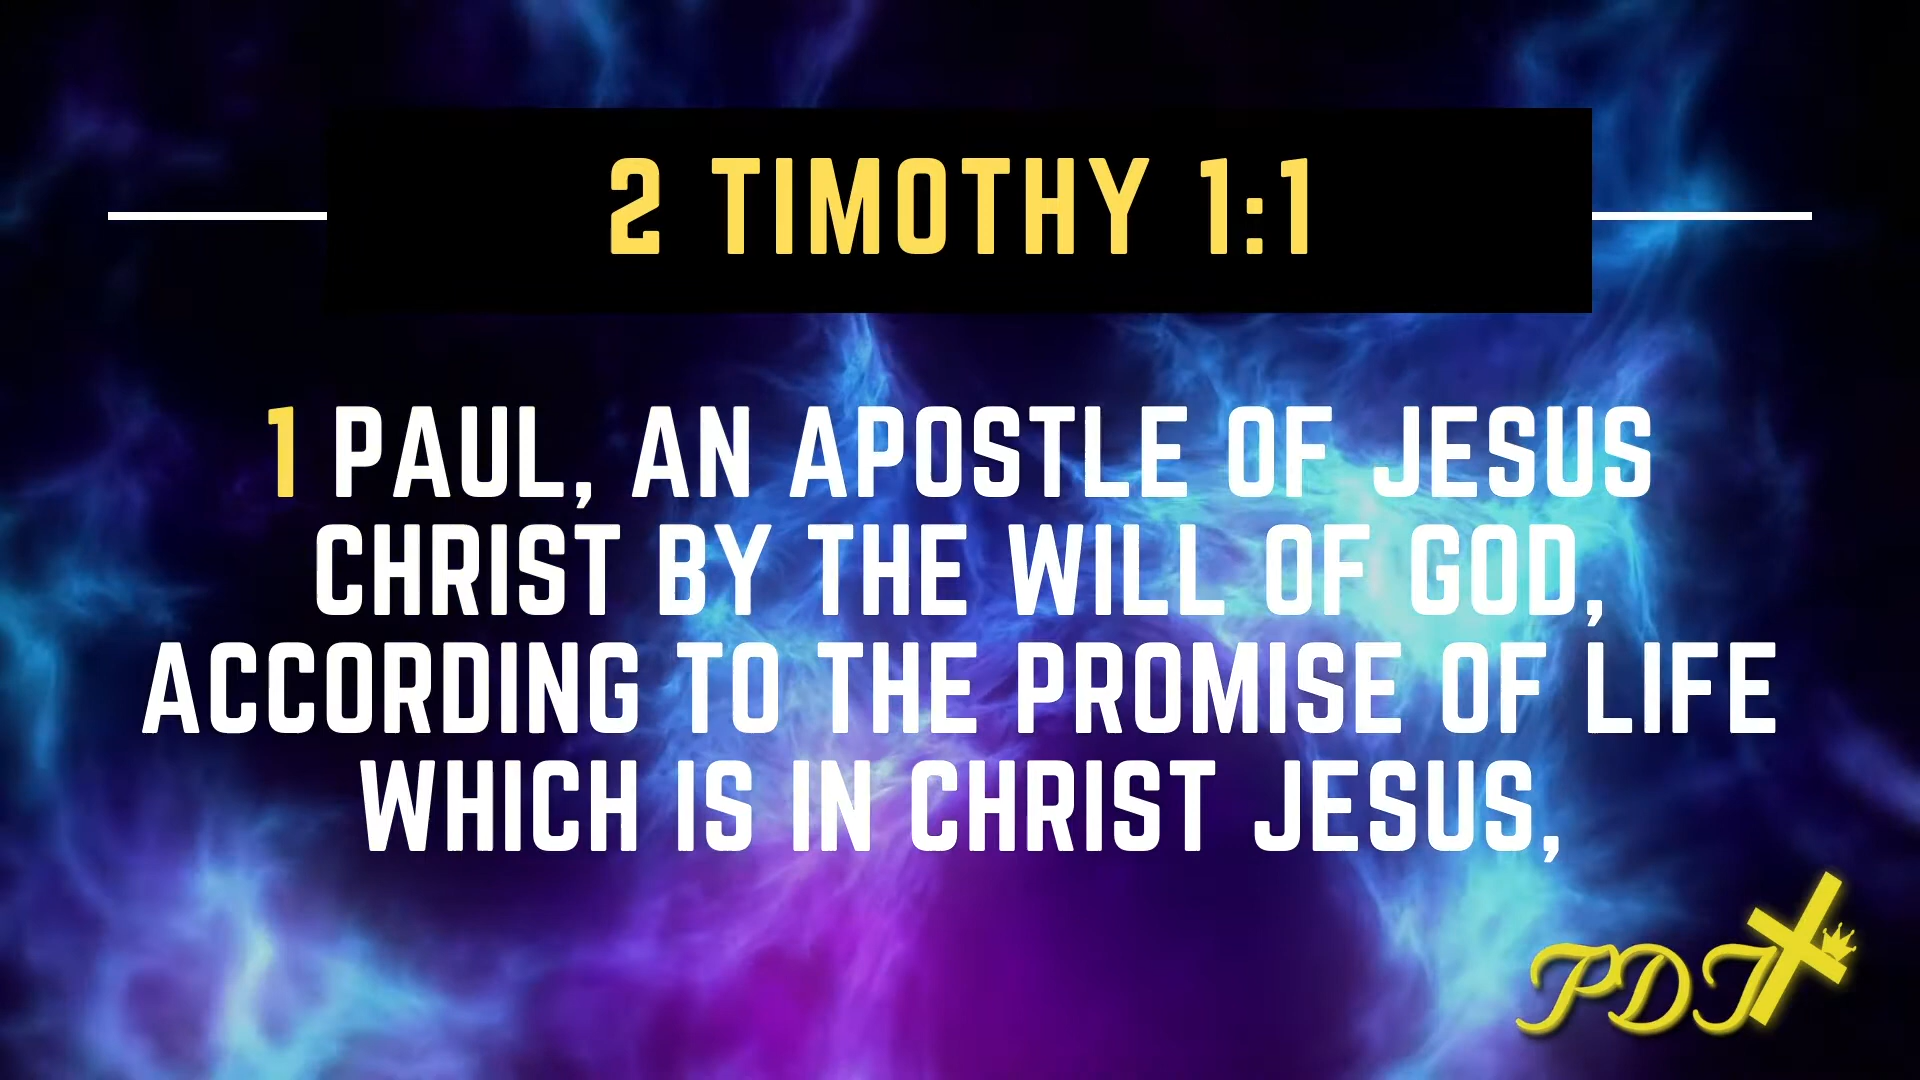 2 TIMOTHY 1:1
1 PAUL, AN APOSTLE OF JESUS
CHRIST BY THE WILL OF GOD,
ACCORDING TO THE PROMISE OF LIFE
WHICH IS IN CHRIST JESUS,
PDT